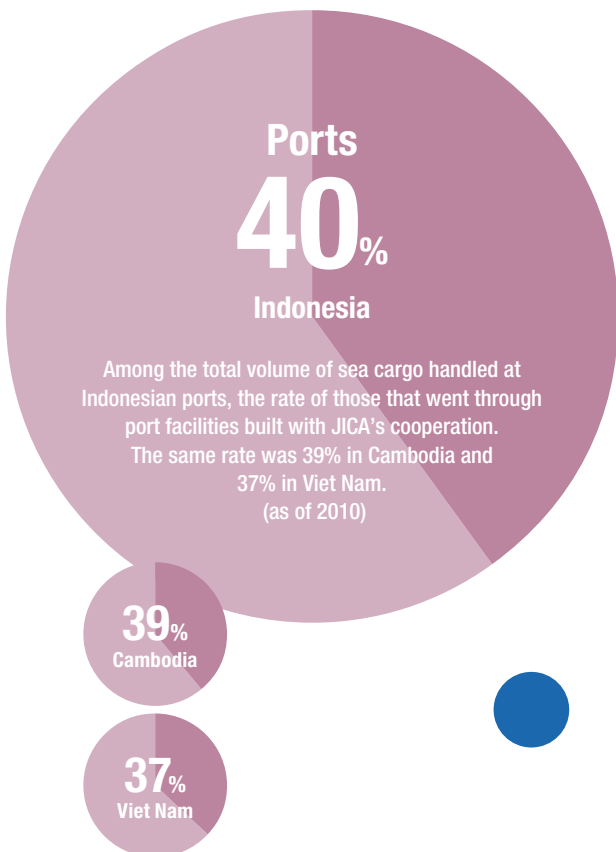 Ports
40%
Indonesia
Among the total volume of sea cargo handled at
Indonesian ports, the rate of those that went through
port facilities built with JICA's cooperation.
The same rate was 39% in Cambodia and
37% in Viet Nam.
(as of 2010)
39%
Cambodia
37%
Viet Nam